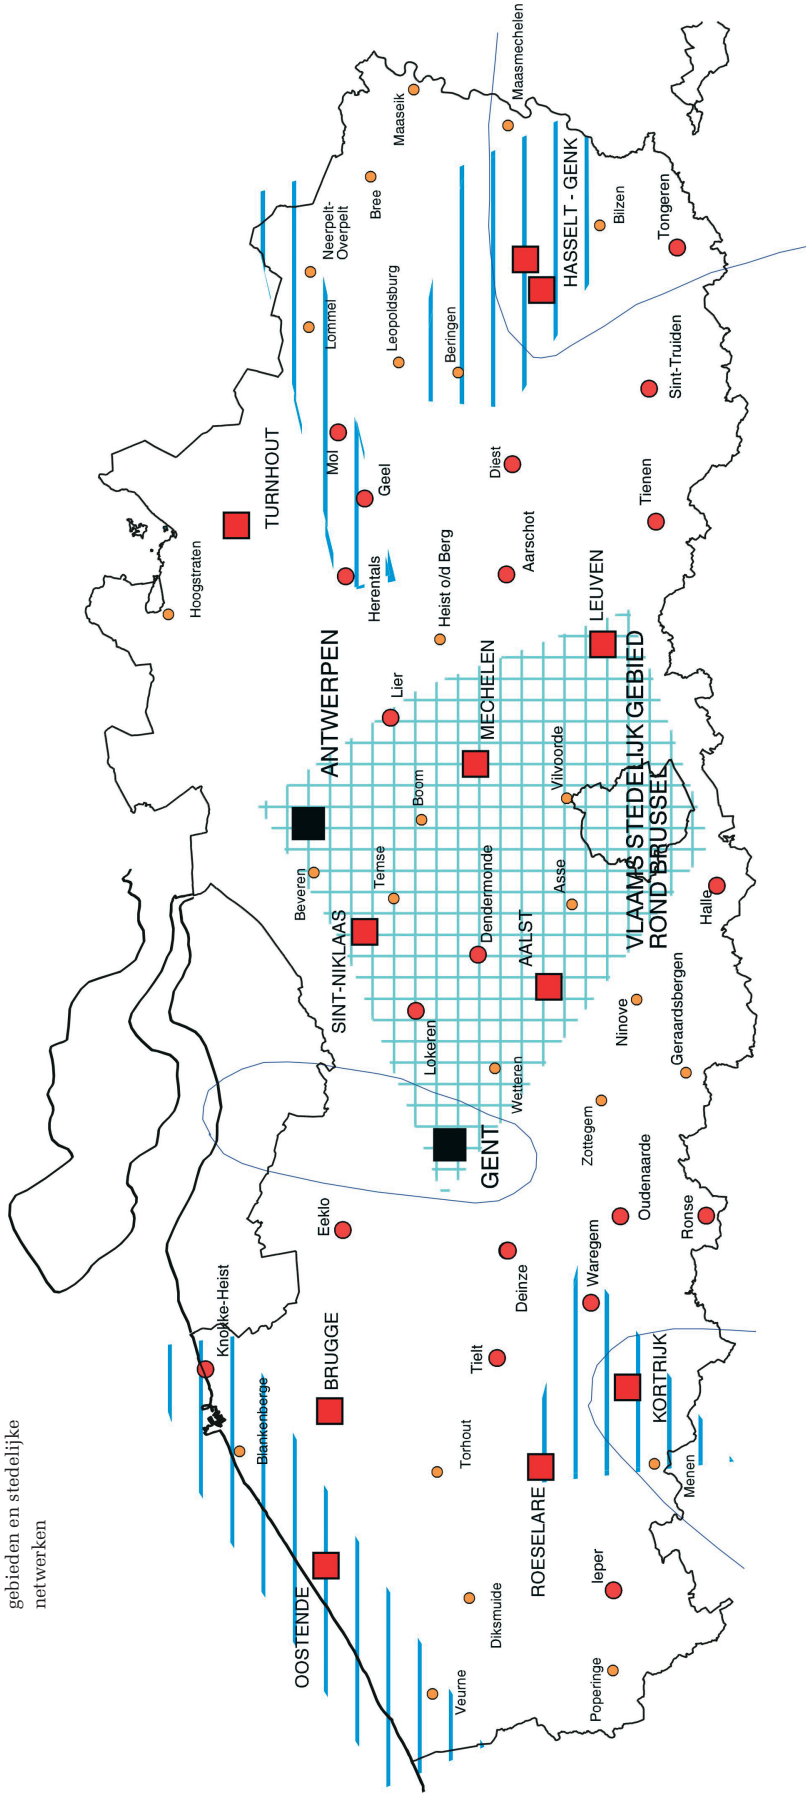 gebieden en stedelijke
netwerken
Knokke-Heist
Blankenberge
BRUGGE
OOSTENDE
Eeklo
Torhout
Tielt
Deinze
Diksmuide
Veurne
ROESELARE
Waregem
KORTRIJK
Menen
Ieper
Poperinge
Oudenaarde
Ronse
Zottegem
GENT
Wetteren
Lokeren
SINT-NIKLAAS
Beveren
Temse
Dendermonde
AALST
Asse
Ninove
Geraardsbergen
Halle
VLAAMS STEDELIJK GEBIED
ROND BRUSSEL
Vilvoorde
Boom
MECHELEN
Lier
ANTWERPEN
LEUVEN
Heist o/d Berg
Aarschot
Hoogstraten
TURNHOUT
Herentals
Geel
Mol
Diest
Tienen
Sint-Truiden
Tongeren
Lommel
Neerpelt-
Overpelt
Leopoldsburg
Beringen
Bree
Maaseik
Maasmechelen
HASSELT - GENK
Bilzen